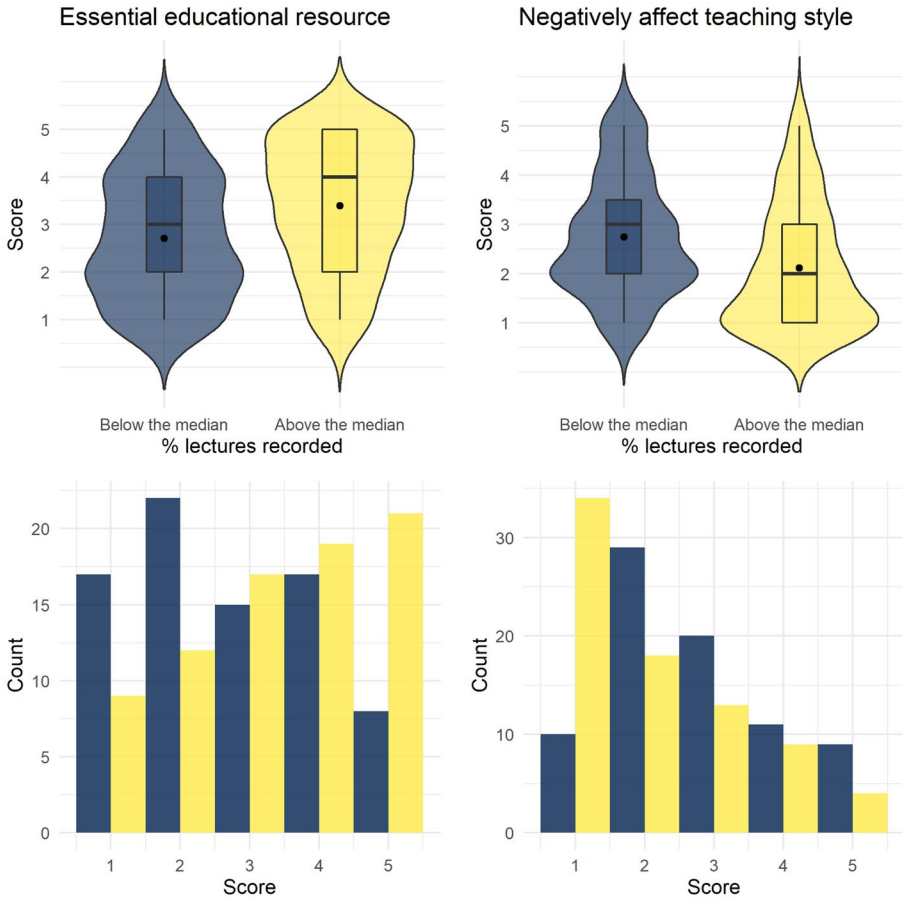 Essential educational resource
Negatively affect teaching style
Score
5
4
3
2
1
Below the median
Above the median
% lectures recorded
Score
5
4
3
2
1
Below the median
Above the median
% lectures recorded
Count
20
15
10
5
0
1 2 3 4 5
Score
Count
30
20
10
0
1 2 3 4 5
Score